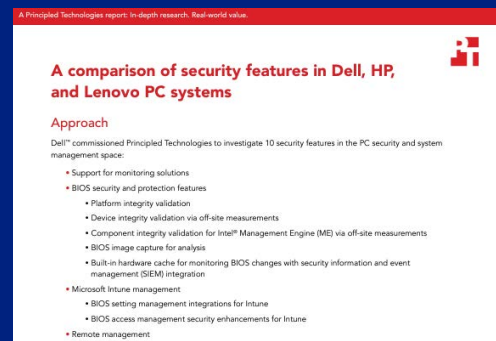 A Principled Technologies report: In-depth research. Real-world value.
A comparison of security features in Dell, HP,
and Lenovo PC systems
Approach
Dell™ commissioned Principled Technologies to investigate 10 security features in the PC security and system
management space:
• Support for monitoring solutions
• BIOS security and protection features
• Platform integrity validation
• Device integrity validation via off-site measurements
• Component integrity validation for Intel® Management Engine (ME) via off-site measurements
• BIOS image capture for analysis
• Built-in hardware cache for monitoring BIOS changes with security information and event
management (SIEM) integration
• Microsoft Intune management
• BIOS setting management integrations for Intune
• BIOS access management security enhancements for Intune
• Remote management